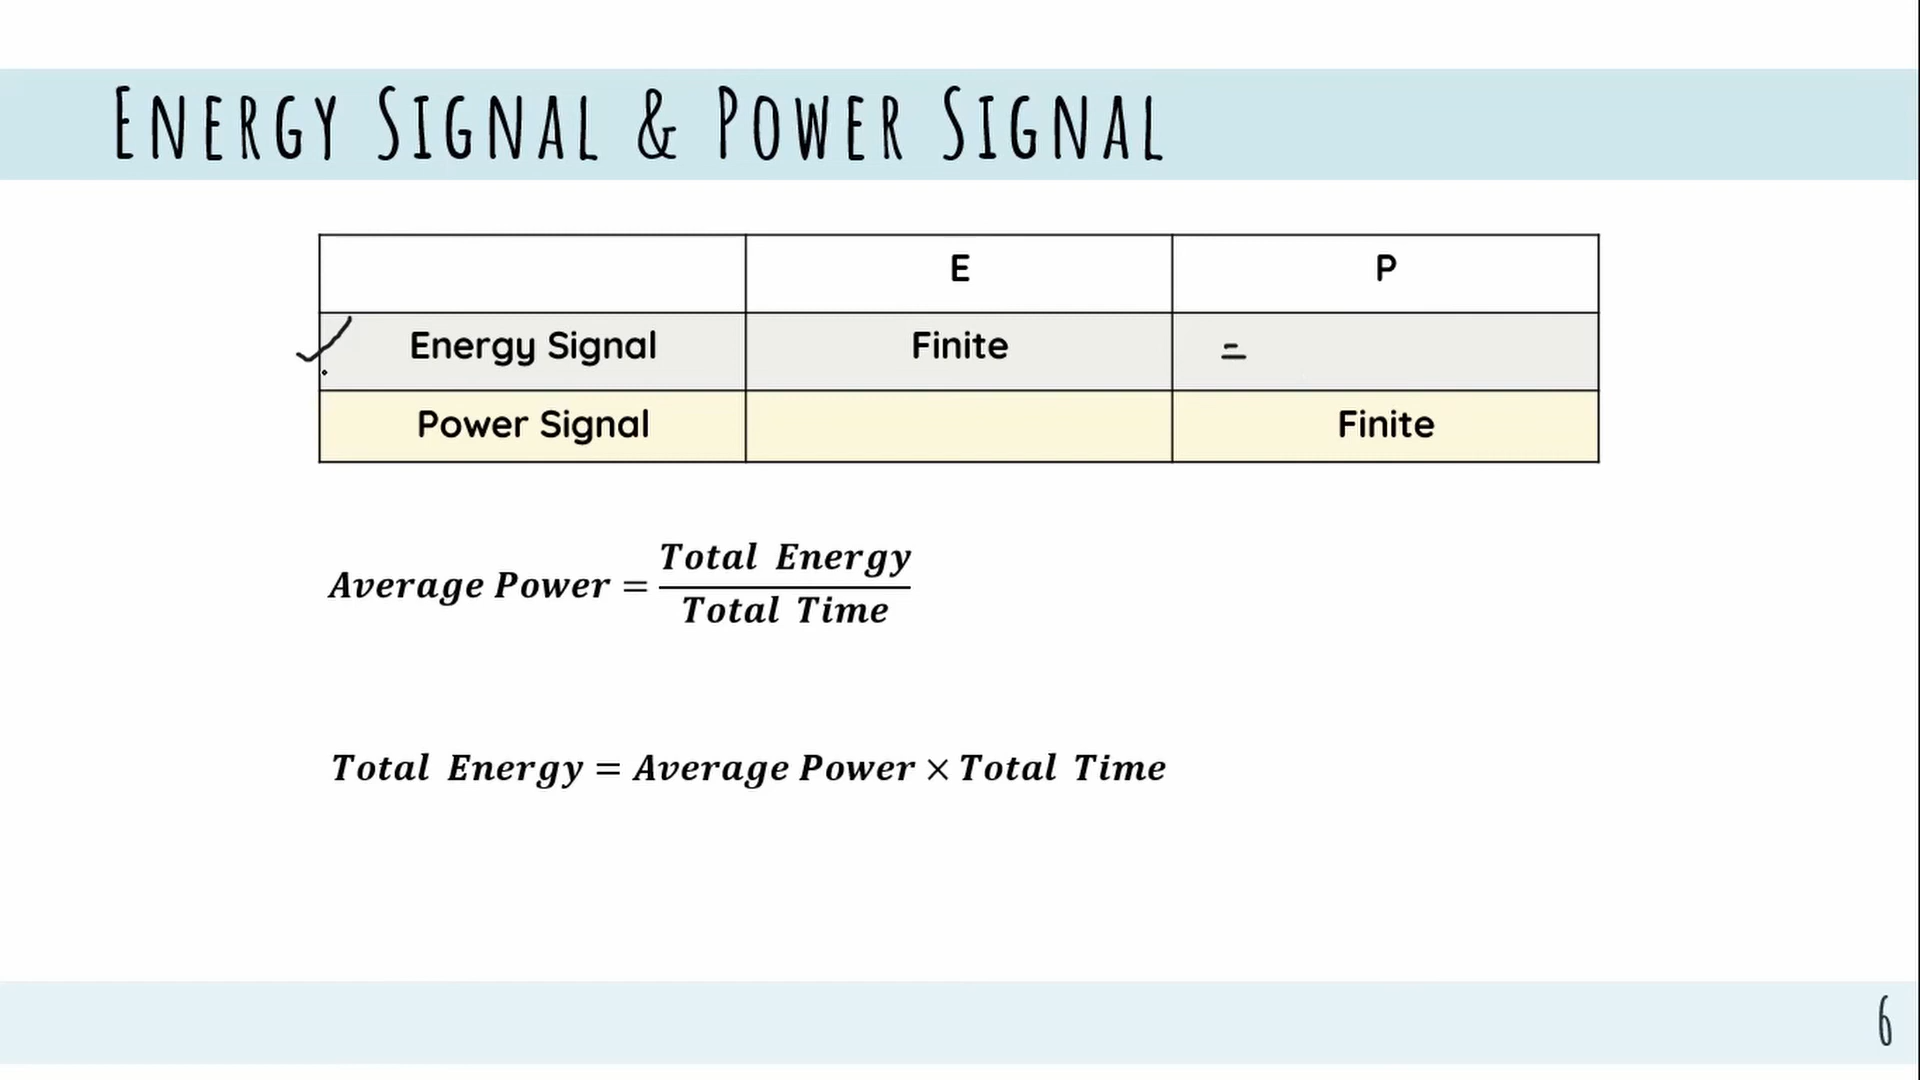 ENERGY SIGNAL & POWER SIGNAL
E P
Energy Signal Finite =
Power Signal Finite
Average Power = Total Energy / Total Time
Total Energy = Average Power × Total Time
6